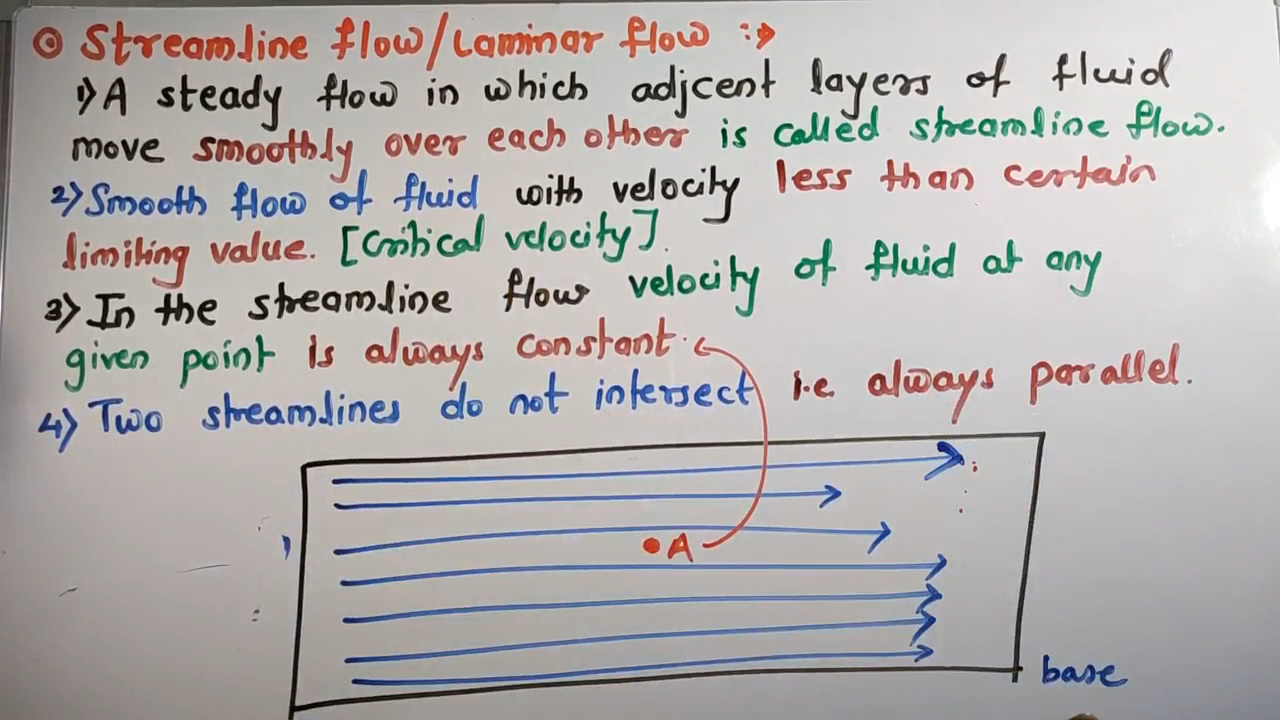 ⊙ Streamline flow/Laminar flow :→
1) A steady flow in which adjcent layers of fluid
move smoothly over each other is called streamline flow.
2) Smooth flow of fluid with velocity less than certain
limiting value. [Critical velocity].
3) In the streamline flow velocity of fluid at any
given point is always constant.
4) Two streamlines do not intersect i.e always parallel.
A
base